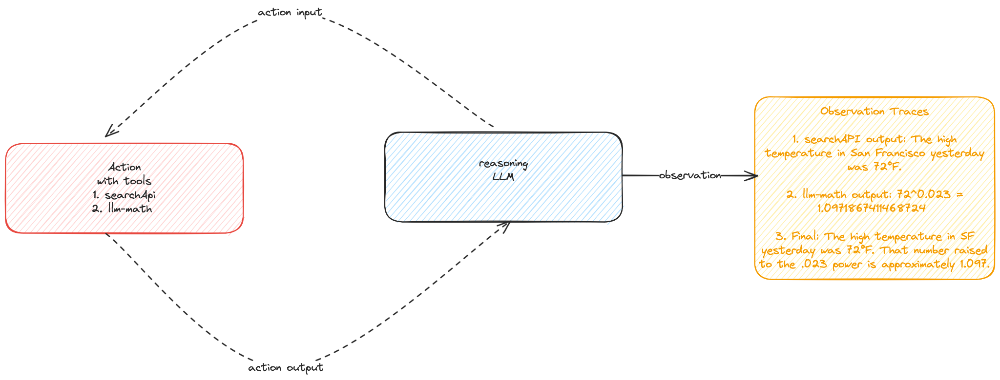 action input
Action
with tools
1. searchApi
2. llm-math
reasoning
LLM
observation
action output
Observation Traces
1. searchAPI output: The high
temperature in San Francisco yesterday
was 72°F.
2. llm-math output: 72^0.023 =
1.0971867411468724
3. Final: The high temperature in SF
yesterday was 72°F. That number raised
to the .023 power is approximately 1.097.